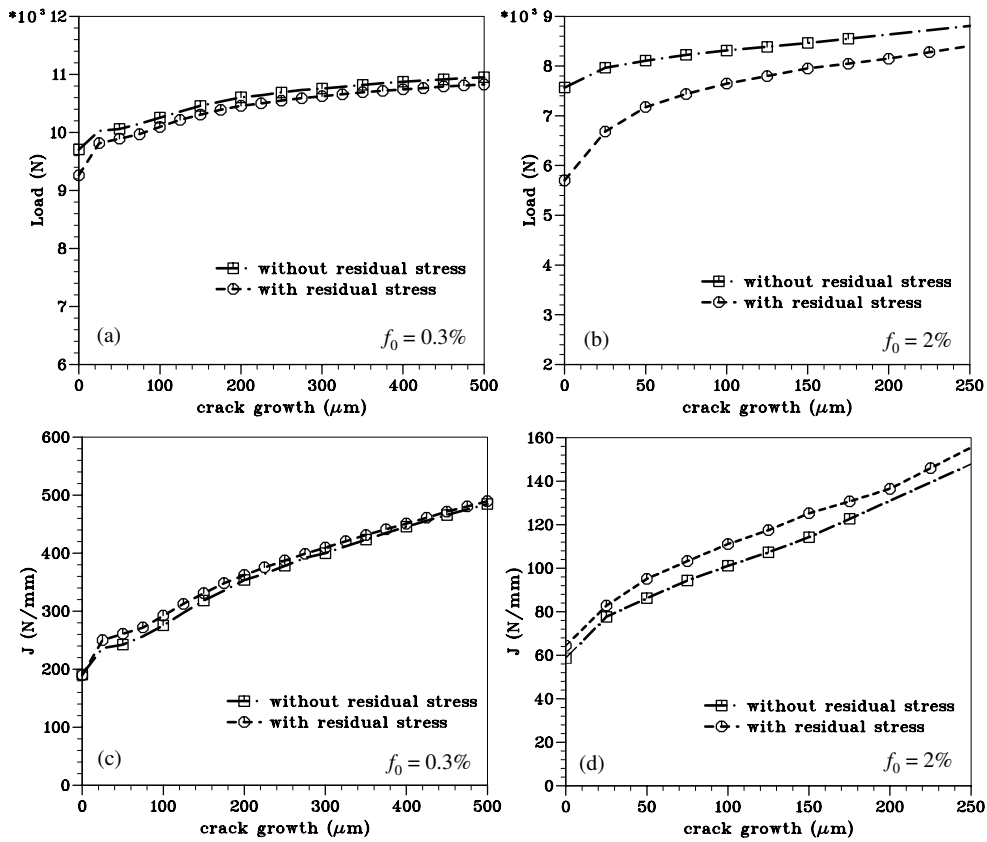 *10³ 12
11
10
9
8
7
6
Load (N)
without residual stress
with residual stress
(a)
f₀ = 0.3%
0 100 200 300 400 500
crack growth (μm)
*10³ 9
8
7
6
5
4
3
2
Load (N)
without residual stress
with residual stress
(b)
f₀ = 2%
0 50 100 150 200 250
crack growth (μm)
600
500
400
300
200
100
0
J (N/mm)
without residual stress
with residual stress
(c)
f₀ = 0.3%
0 100 200 300 400 500
crack growth (μm)
160
140
120
100
80
60
40
20
0
J (N/mm)
without residual stress
with residual stress
(d)
f₀ = 2%
0 50 100 150 200 250
crack growth (μm)